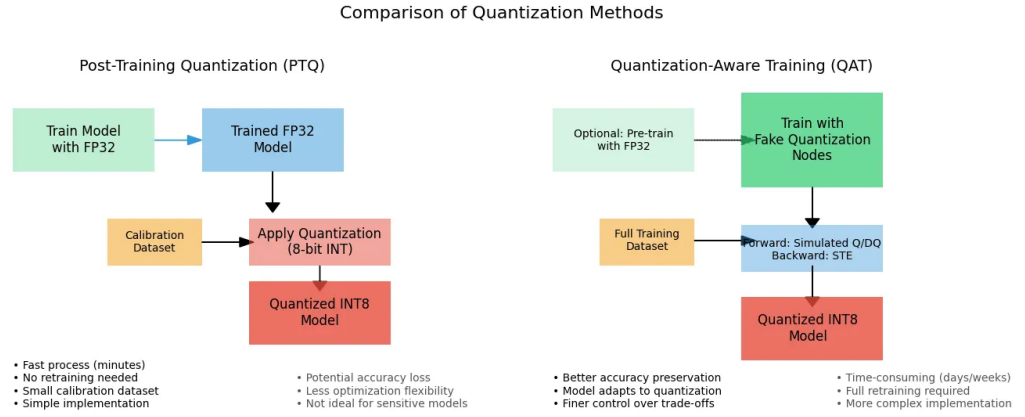 Comparison of Quantization Methods
Post-Training Quantization (PTQ)
Train Model
with FP32
Trained FP32
Model
Calibration
Dataset
Apply Quantization
(8-bit INT)
Quantized INT8
Model
• Fast process (minutes)
• No retraining needed
• Small calibration dataset
• Simple implementation
• Potential accuracy loss
• Less optimization flexibility
• Not ideal for sensitive models
Quantization-Aware Training (QAT)
Optional: Pre-train
with FP32
Train with
Fake Quantization
Nodes
Full Training
Dataset
Forward: Simulated Q/DQ
Backward: STE
Quantized INT8
Model
• Better accuracy preservation
• Model adapts to quantization
• Finer control over trade-offs
• Time-consuming (days/weeks)
• Full retraining required
• More complex implementation